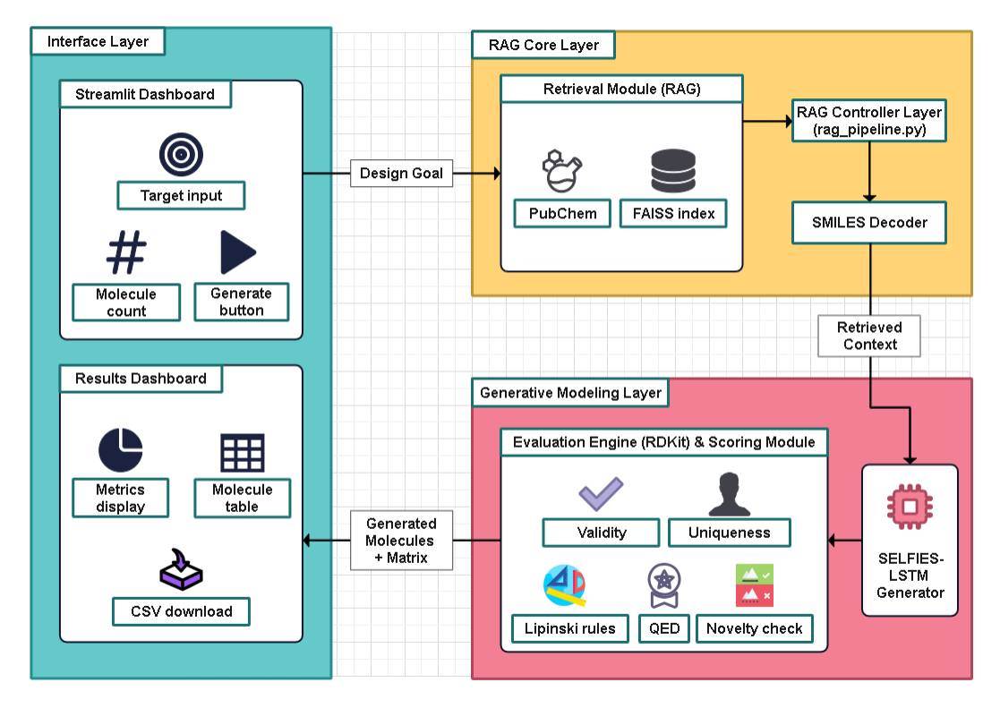 Interface Layer
Streamlit Dashboard
Target input
Molecule
count
Generate
button
Results Dashboard
Metrics
display
Molecule
table
CSV download
Design Goal
RAG Core Layer
Retrieval Module (RAG)
PubChem
FAISS index
RAG Controller Layer
(rag_pipeline.py)
SMILES Decoder
Retrieved
Context
Generative Modeling Layer
Evaluation Engine (RDKit) & Scoring Module
Validity
Uniqueness
Lipinski rules
QED
Novelty check
SELFIES-
LSTM
Generator
Generated
Molecules
+ Matrix